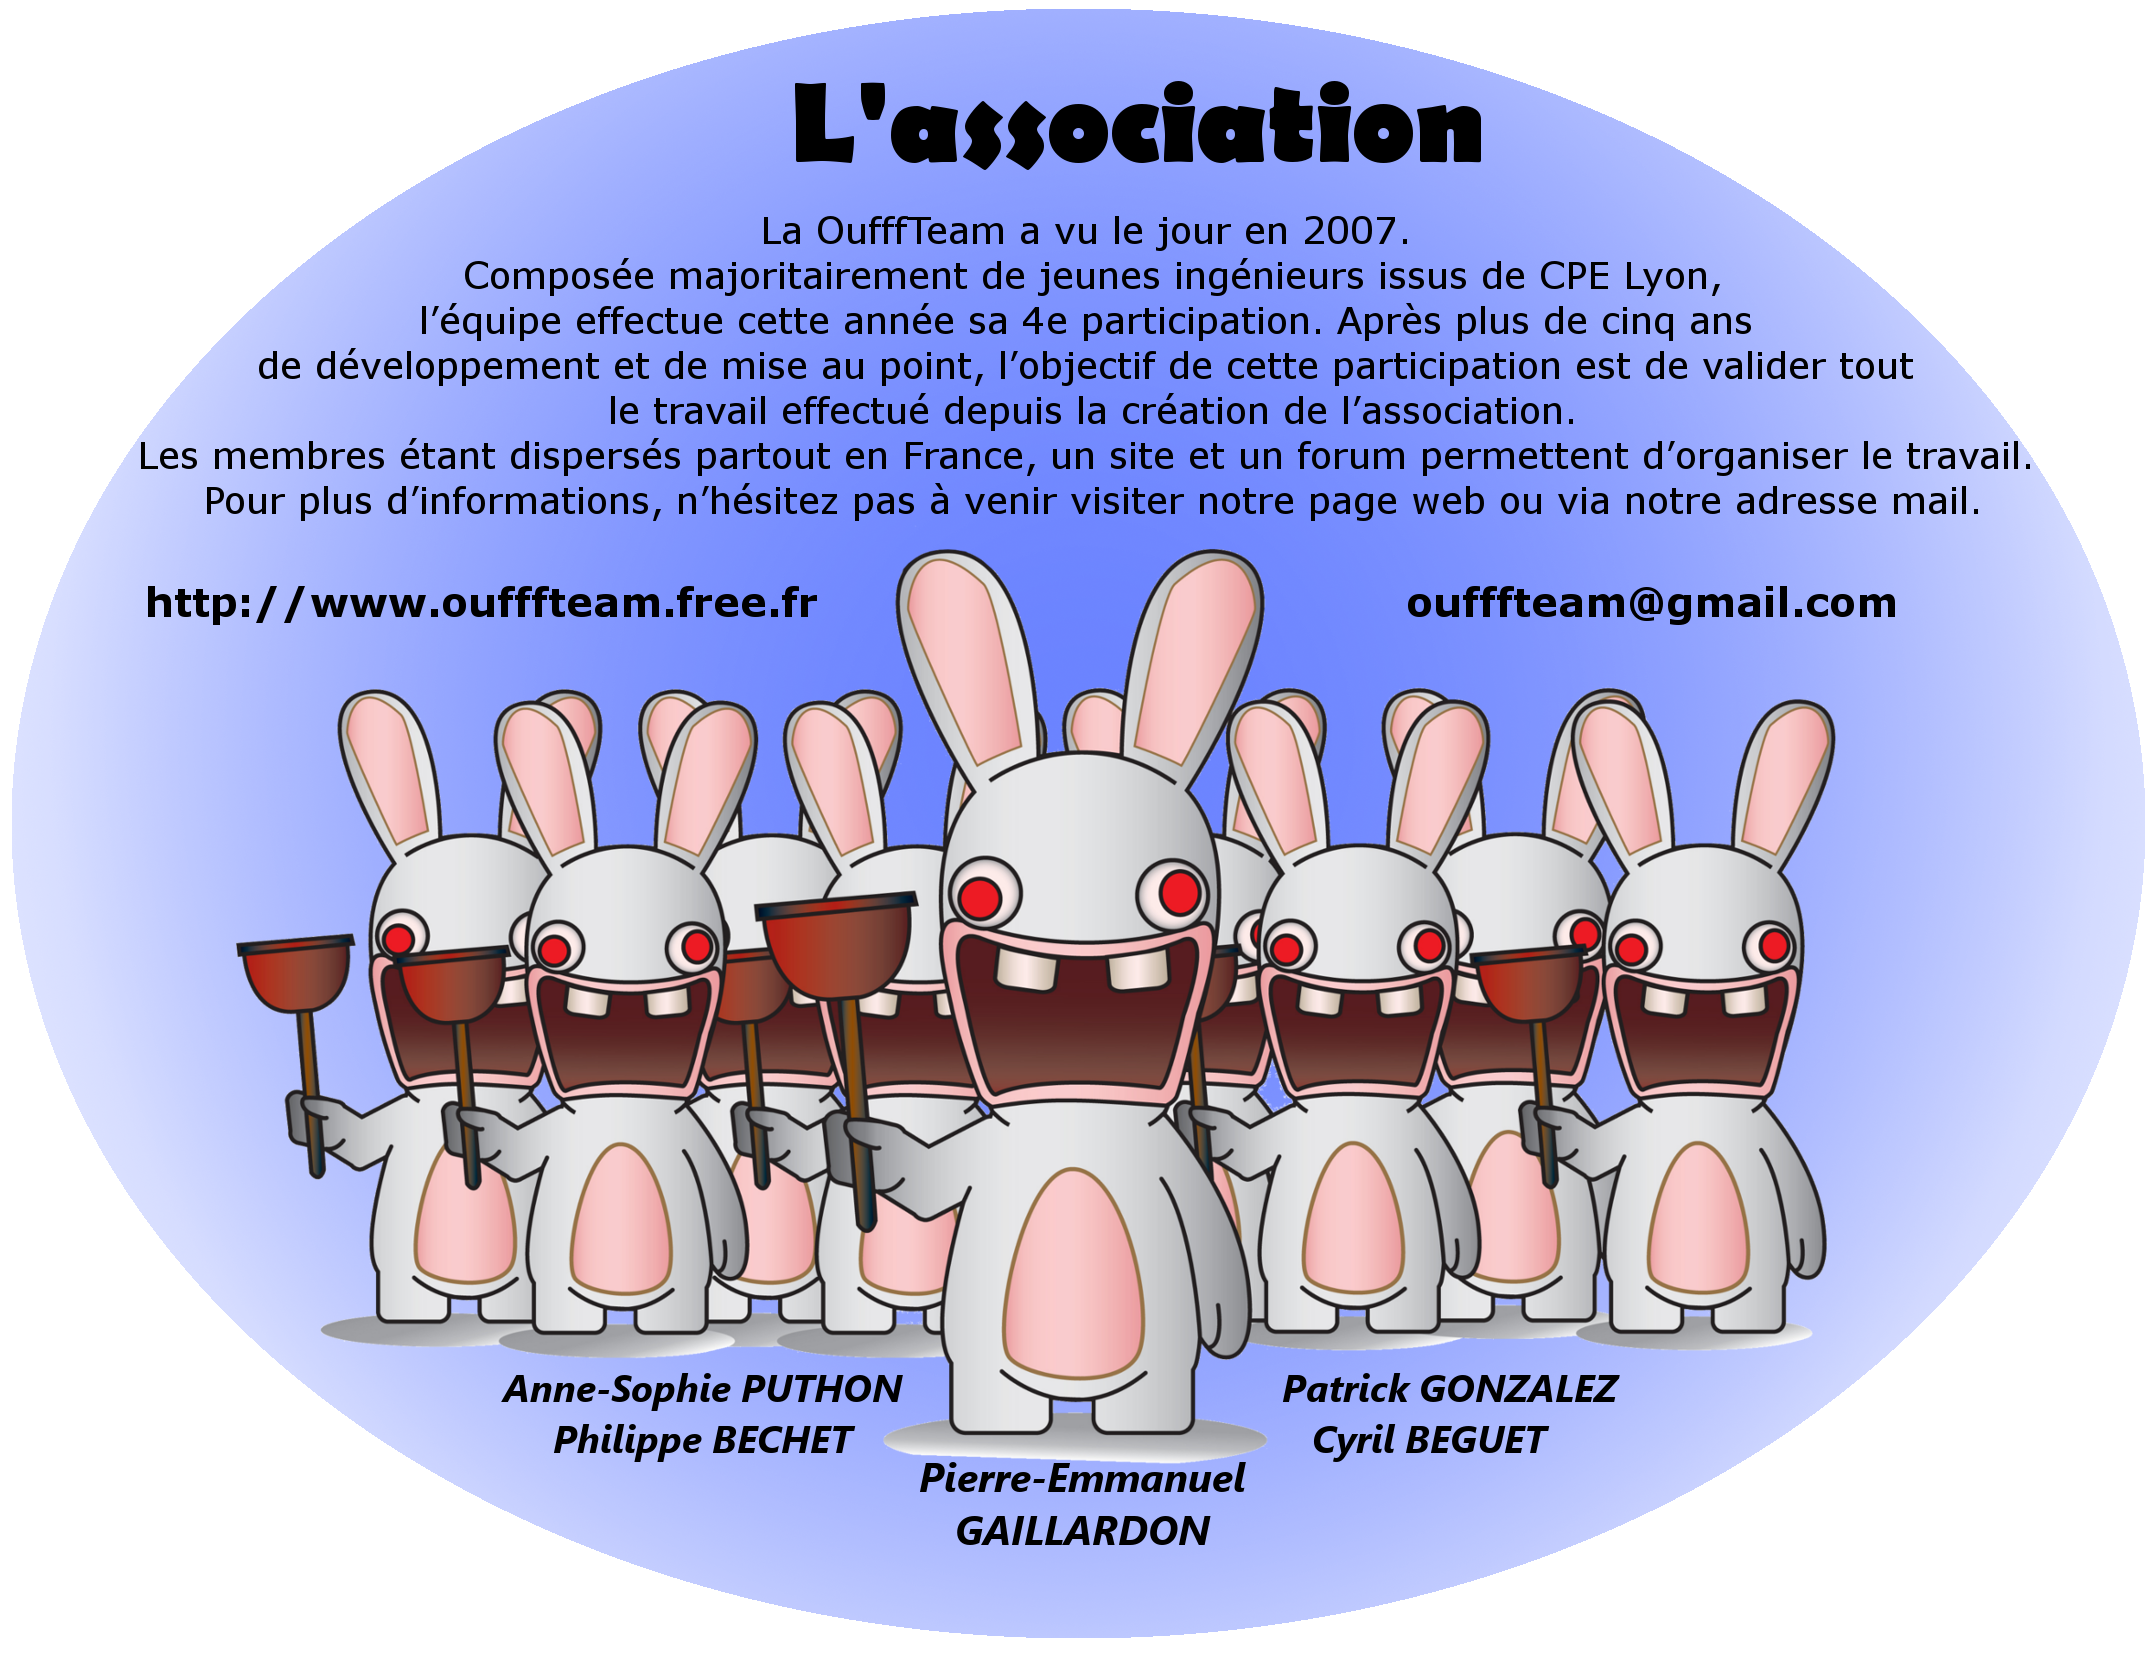 L'association
La OufffTeam a vu le jour en 2007.
Composée majoritairement de jeunes ingénieurs issus de CPE Lyon,
l’équipe effectue cette année sa 4e participation. Après plus de cinq ans
de développement et de mise au point, l’objectif de cette participation est de valider tout
le travail effectué depuis la création de l’association.
Les membres étant dispersés partout en France, un site et un forum permettent d’organiser le travail.
Pour plus d’informations, n’hésitez pas à venir visiter notre page web ou via notre adresse mail.
http://www.oufffteam.free.fr
oufffteam@gmail.com
Anne-Sophie PUTHON
Philippe BECHET
Patrick GONZALEZ
Cyril BEGUET
Pierre-Emmanuel
GAILLARDON